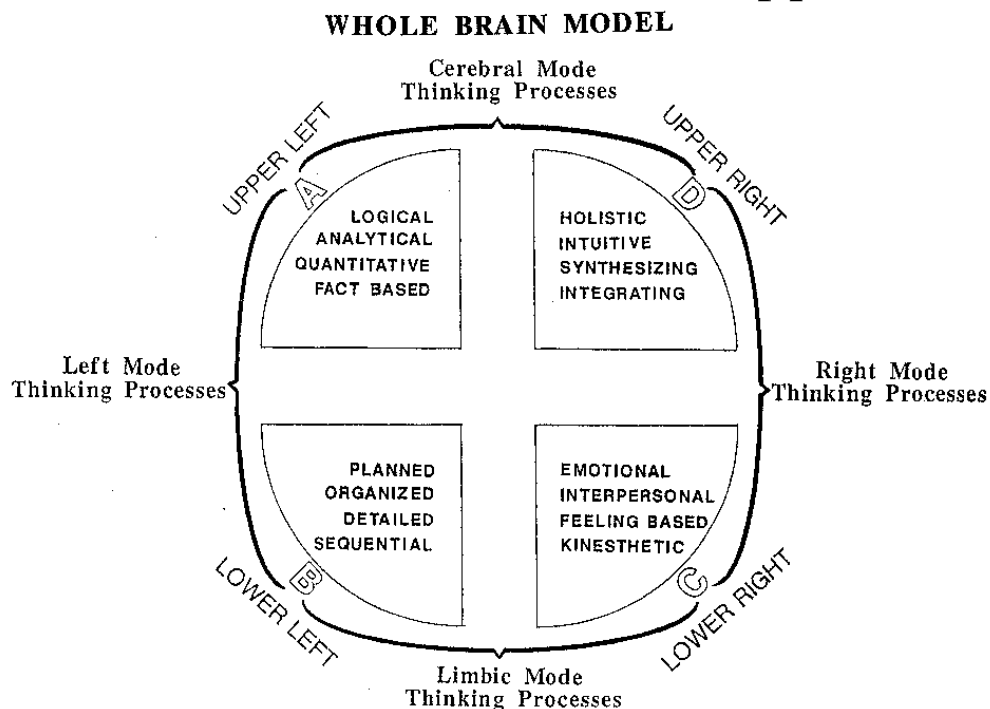 WHOLE BRAIN MODEL
Cerebral Mode
Thinking Processes
UPPER LEFT
UPPER RIGHT
A
D
LOGICAL
ANALYTICAL
QUANTITATIVE
FACT BASED
HOLISTIC
INTUITIVE
SYNTHESIZING
INTEGRATING
Left Mode
Thinking Processes
Right Mode
Thinking Processes
PLANNED
ORGANIZED
DETAILED
SEQUENTIAL
EMOTIONAL
INTERPERSONAL
FEELING BASED
KINESTHETIC
B
C
LOWER LEFT
LOWER RIGHT
Limbic Mode
Thinking Processes